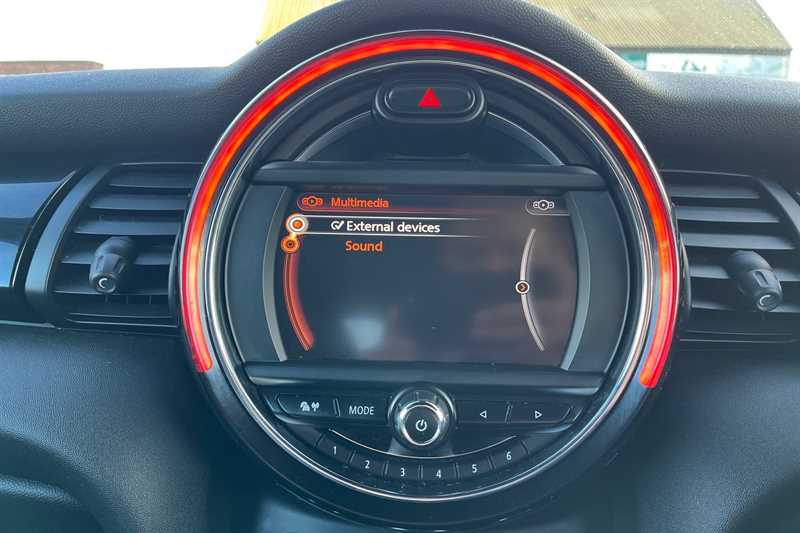 Multimedia
External devices
Sound
MODE
1 2 3 4 5 6